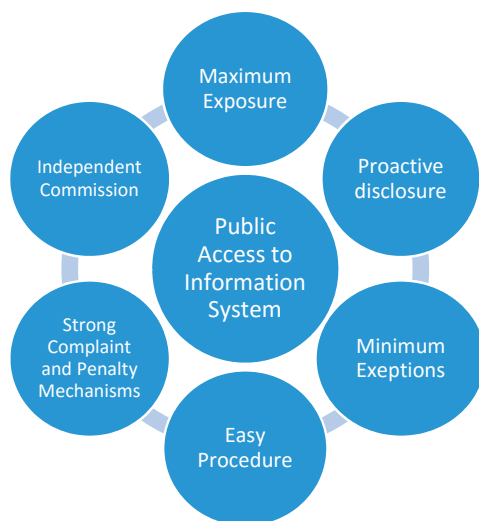 Maximum
Exposure
Proactive
disclosure
Minimum
Exeptions
Easy
Procedure
Strong
Complaint
and Penalty
Mechanisms
Independent
Commission
Public
Access to
Information
System